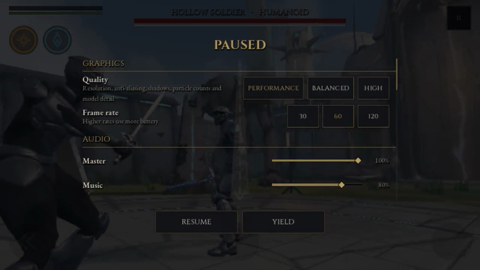 HOLLOW SOLDIER - HUMANOID
PAUSED
GRAPHICS
Quality
Resolution, anti-aliasing, shadows, particle counts and
model detail
PERFORMANCE
BALANCED
HIGH
Frame rate
Higher rates use more battery
30
60
120
AUDIO
Master
100%
Music
80%
RESUME
YIELD